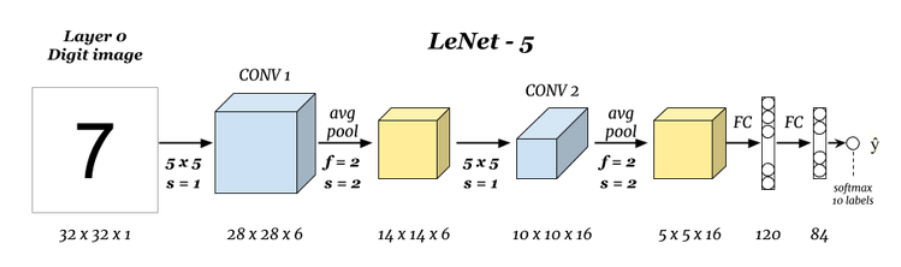 Layer 0
Digit image
LeNet - 5
7
5 x 5
s = 1
CONV 1
avg
pool
f = 2
s = 2
5 x 5
s = 1
CONV 2
avg
pool
f = 2
s = 2
FC
FC
ŷ
softmax
10 labels
32 x 32 x 1
28 x 28 x 6
14 x 14 x 6
10 x 10 x 16
5 x 5 x 16
120
84